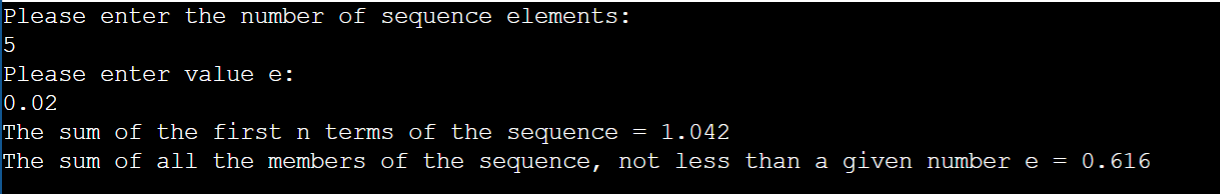 Please enter the number of sequence elements:
5
Please enter value e:
0.02
The sum of the first n terms of the sequence = 1.042
The sum of all the members of the sequence, not less than a given number e = 0.616